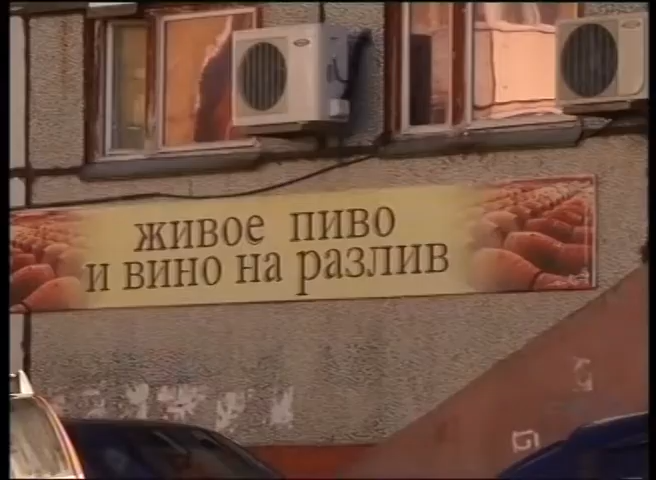 живое пиво
и вино на разлив